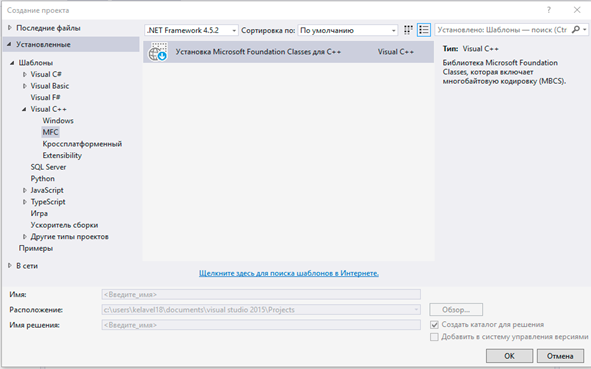 Создание проекта
Последние файлы
.NET Framework 4.5.2
Сортировка по:
По умолчанию
Установлено: Шаблоны — поиск (Ctr
Установленные
Шаблоны
Visual C#
Visual Basic
Visual F#
Visual C++
Windows
MFC
Кроссплатформенный
Extensibility
SQL Server
Python
JavaScript
TypeScript
Игра
Ускоритель сборки
Другие типы проектов
Примеры
В сети
Установка Microsoft Foundation Classes для C++
Visual C++
Тип: Visual C++
Библиотека Microsoft Foundation
Classes, которая включает
многобайтовую кодировку (MBCS).
Щелкните здесь для поиска шаблонов в Интернете.
Имя:
<Введите_имя>
Расположение:
c:\users\kelavel18\documents\visual studio 2015\Projects
Обзор...
Имя решения:
<Введите_имя>
Создать каталог для решения
Добавить в систему управления версиями
OK
Отмена